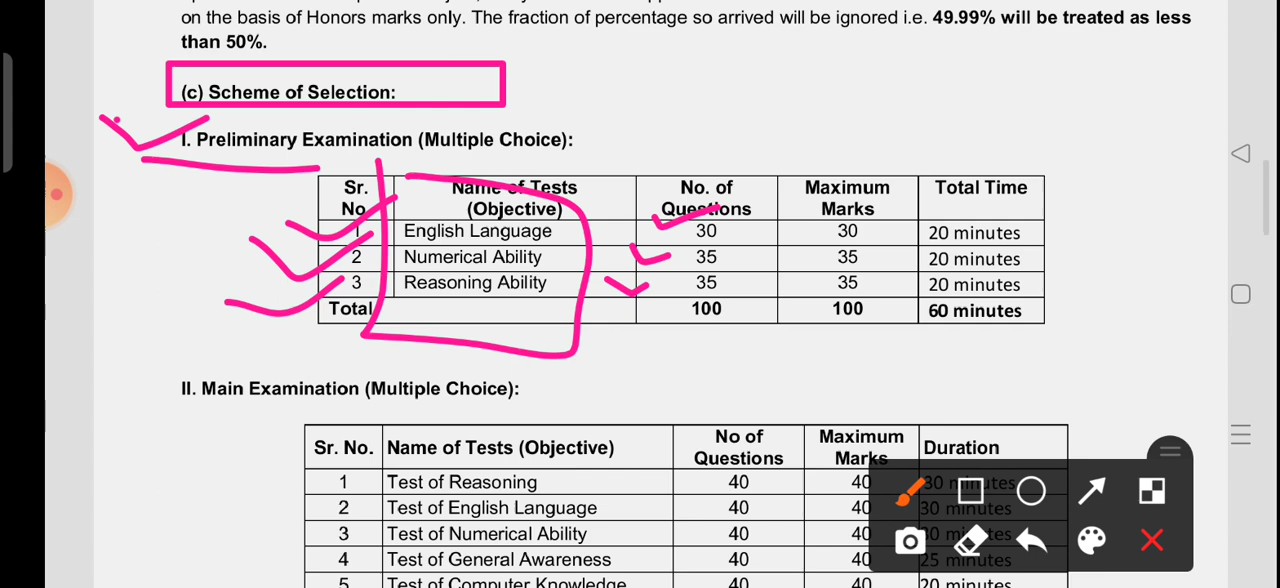 on the basis of Honors marks only. The fraction of percentage so arrived will be ignored i.e. 49.99% will be treated as less
than 50%.
(c) Scheme of Selection:
I. Preliminary Examination (Multiple Choice):
Sr. No. Name of Tests (Objective) No. of Questions Maximum Marks Total Time
1 English Language 30 30 20 minutes
2 Numerical Ability 35 35 20 minutes
3 Reasoning Ability 35 35 20 minutes
Total 100 100 60 minutes
II. Main Examination (Multiple Choice):
Sr. No. Name of Tests (Objective) No of Questions Maximum Marks Duration
1 Test of Reasoning 40 40 30 minutes
2 Test of English Language 40 40 30 minutes
3 Test of Numerical Ability 40 40 minutes
4 Test of General Awareness 40 40 25 minutes
5 Test of Computer Knowledge 40 40 20 minutes